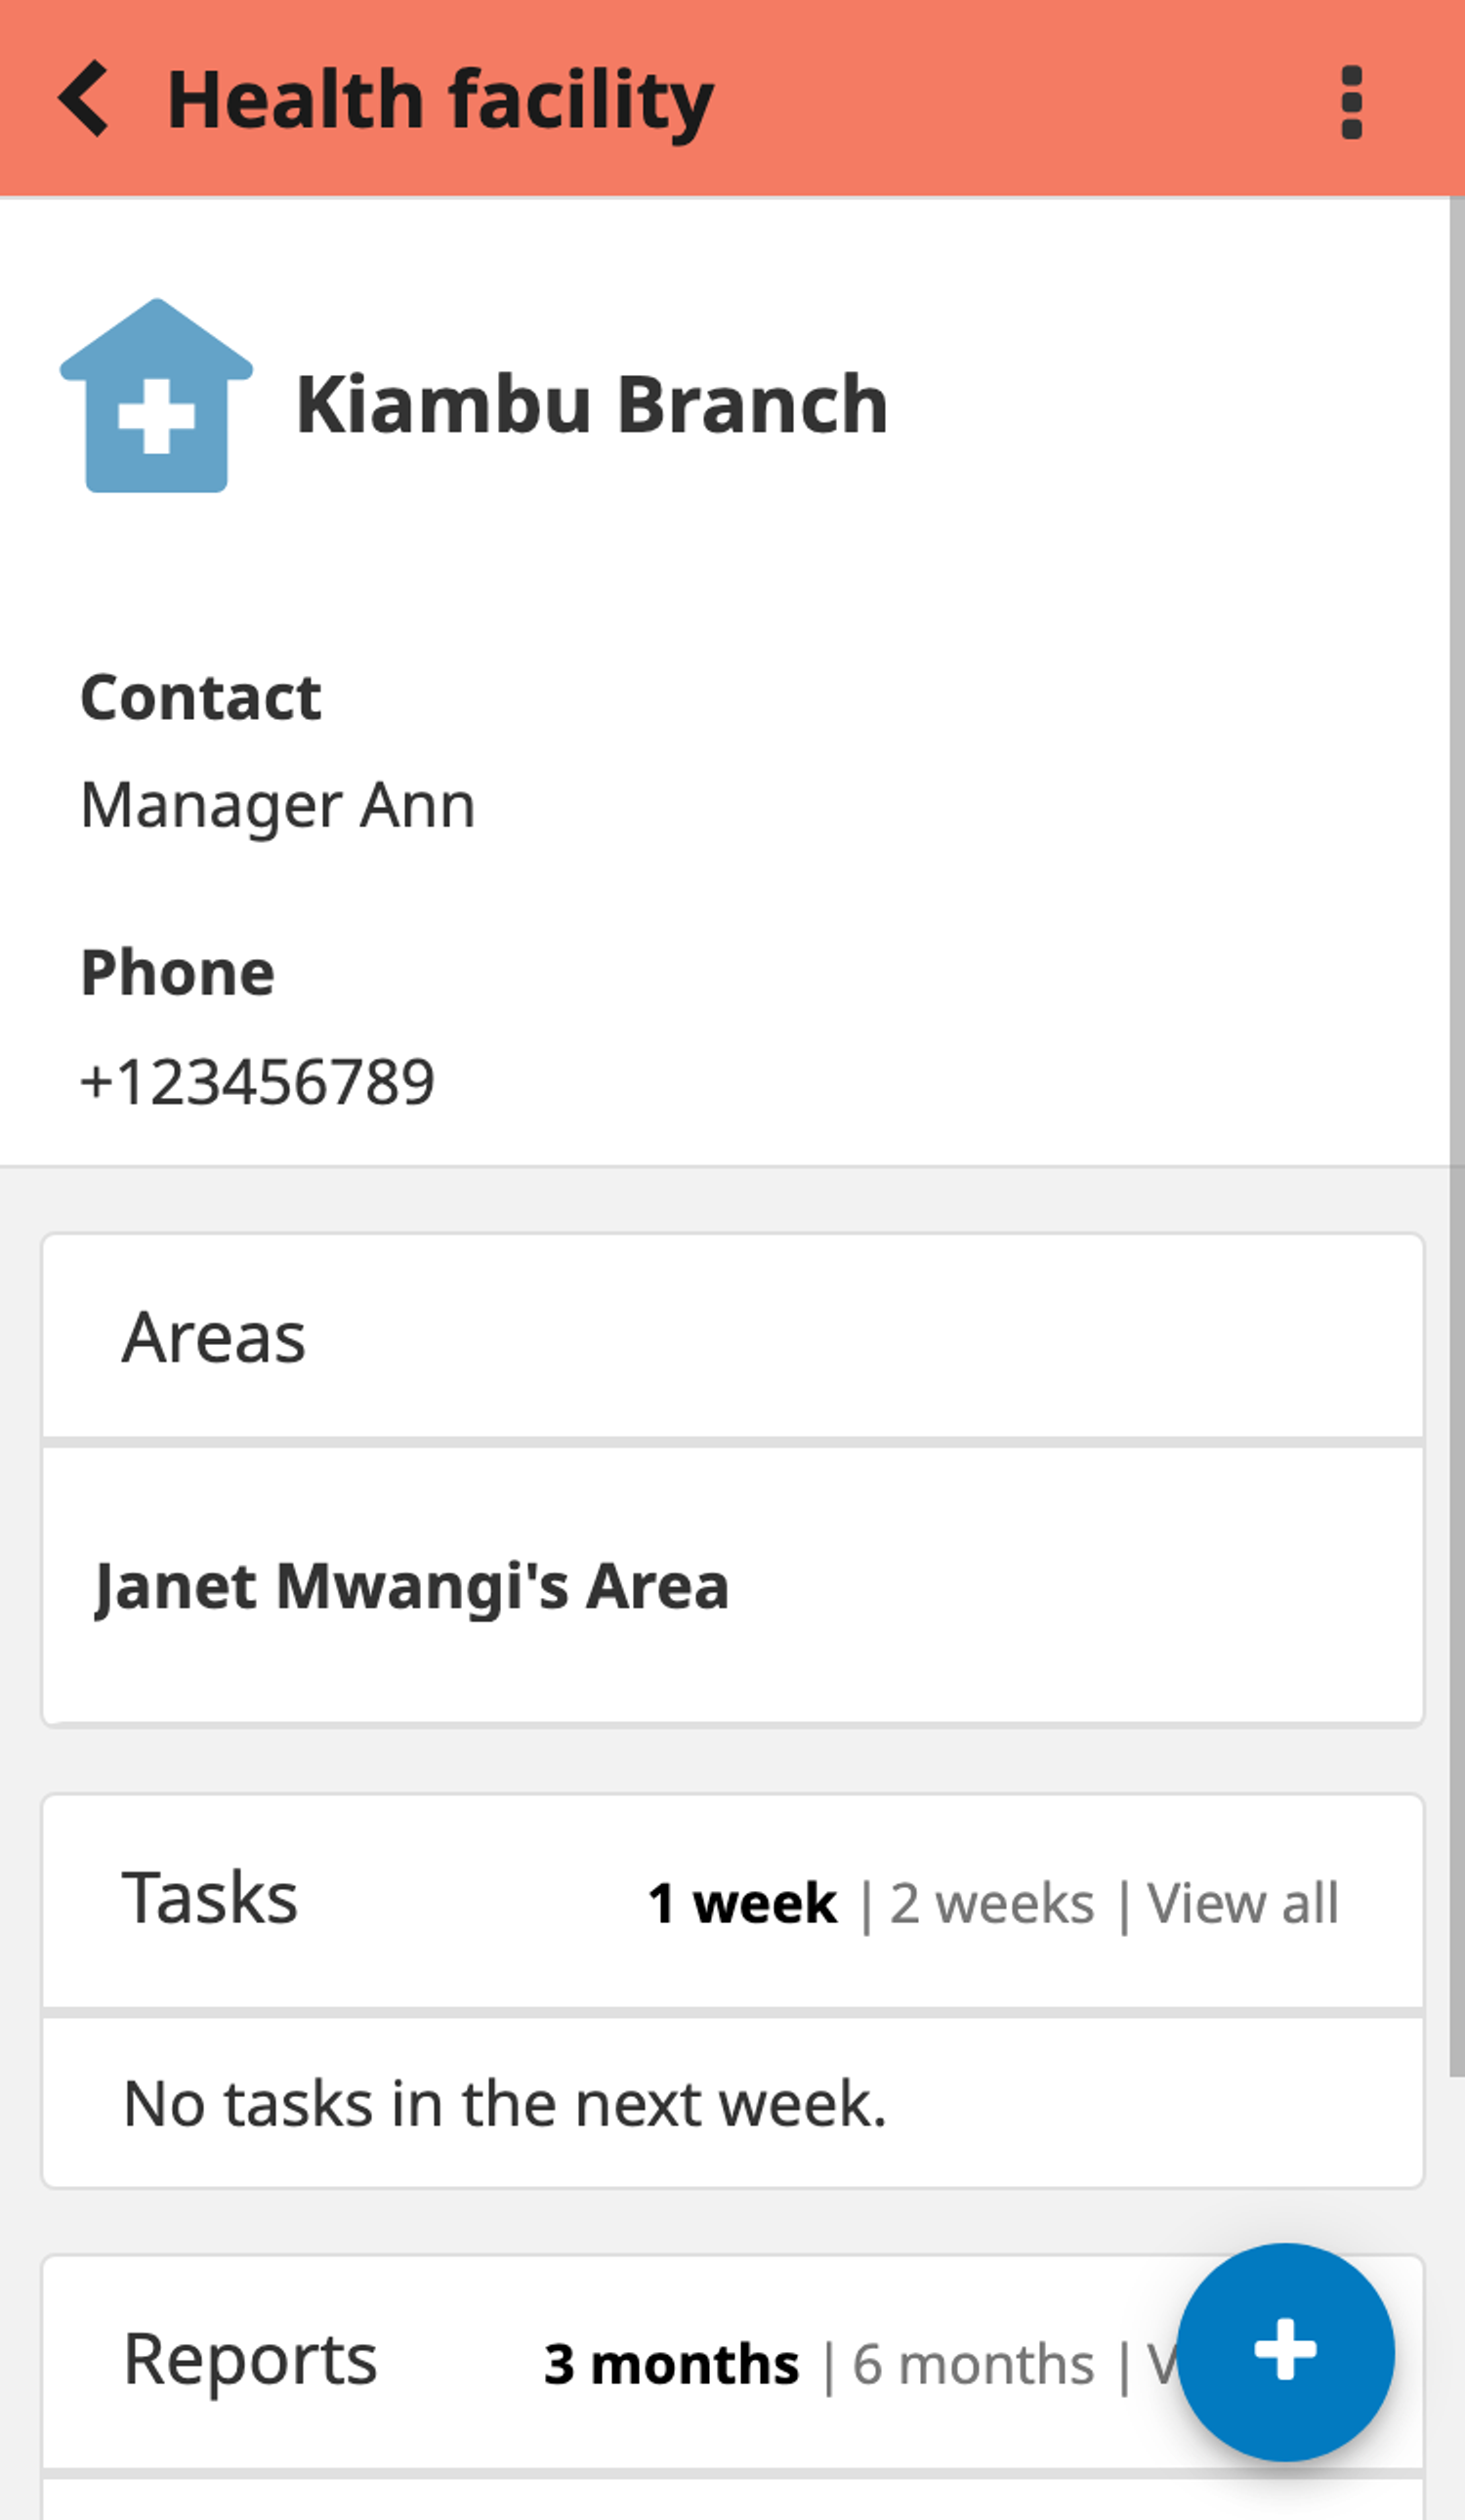 Health facility
Kiambu Branch
Contact
Manager Ann
Phone
+123456789
Areas
Janet Mwangi's Area
Tasks 1 week | 2 weeks | View all
No tasks in the next week.
Reports 3 months | 6 months |